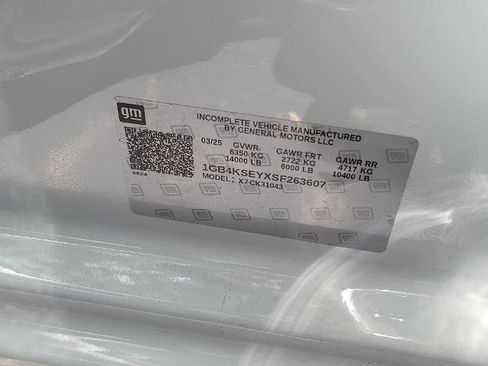 gm
INCOMPLETE VEHICLE MANUFACTURED
BY GENERAL MOTORS LLC
03/25 GVWR GAWR FRT GAWR RR
6350 KG 2722 KG 4717 KG
14000 LB 6000 LB 10400 LB
1GB4KSEYXSF263607
MODEL: X7CK31043